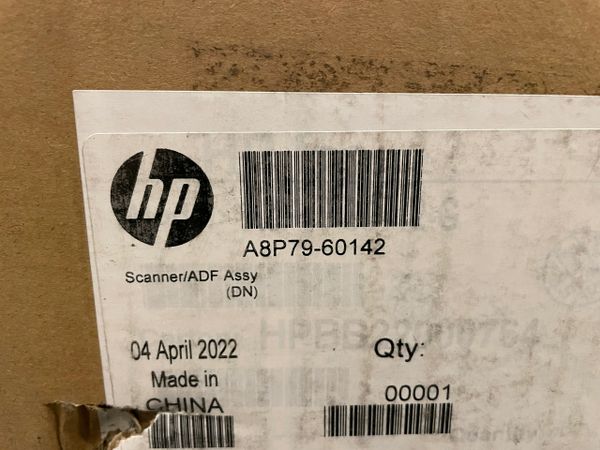 hp
A8P79-60142
Scanner/ADF Assy
(DN)
04 April 2022
Qty:
Made in
00001
CHINA